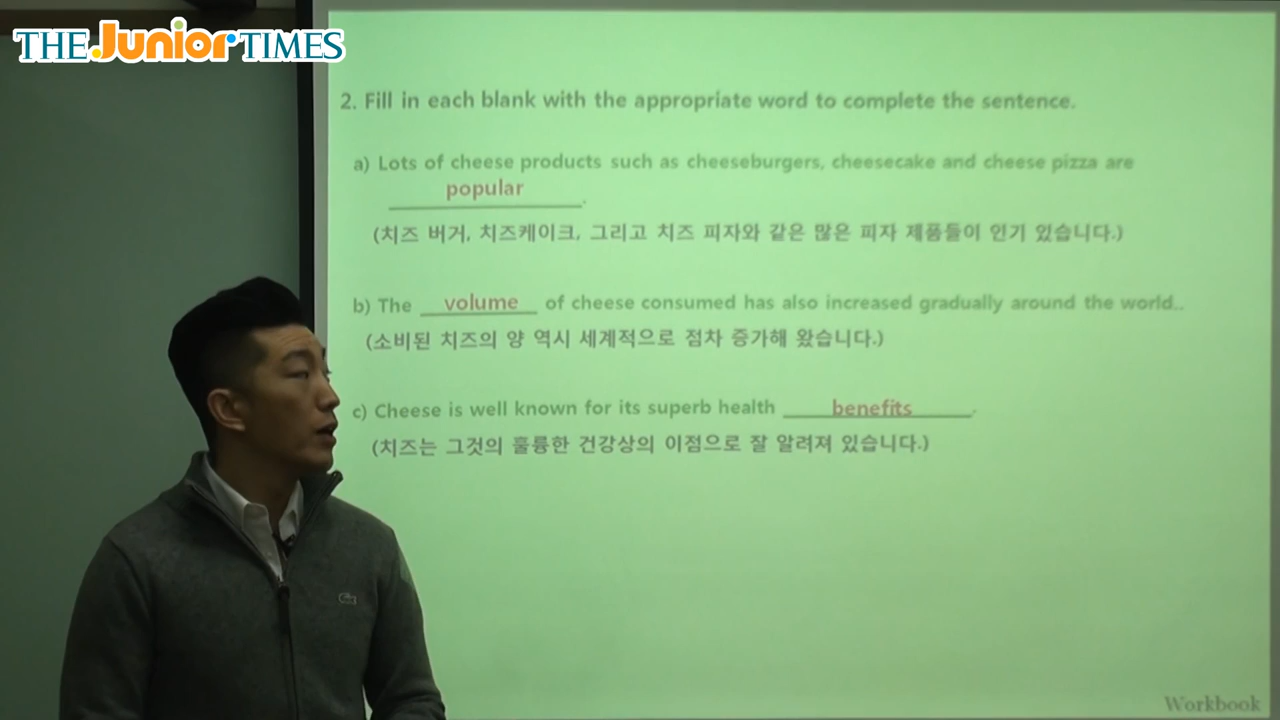 THE Junior TIMES
2. Fill in each blank with the appropriate word to complete the sentence.
a) Lots of cheese products such as cheeseburgers, cheesecake and cheese pizza are
popular.
(치즈 버거, 치즈케이크, 그리고 치즈 피자와 같은 많은 피자 제품들이 인기 있습니다.)
b) The volume of cheese consumed has also increased gradually around the world..
(소비된 치즈의 양 역시 세계적으로 점차 증가해 왔습니다.)
c) Cheese is well known for its superb health benefits.
(치즈는 그것의 훌륭한 건강상의 이점으로 잘 알려져 있습니다.)
Workbook